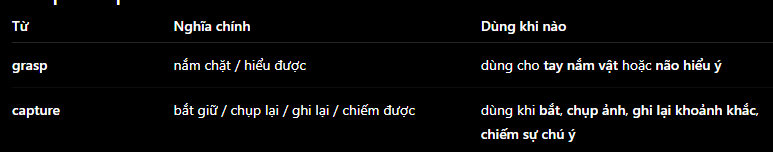 Từ Nghĩa chính Dùng khi nào
grasp nắm chặt / hiểu được dùng cho tay nắm vật hoặc não hiểu ý
capture bắt giữ / chụp lại / ghi lại / chiếm được dùng khi bắt, chụp ảnh, ghi lại khoảnh khắc,
chiếm sự chú ý